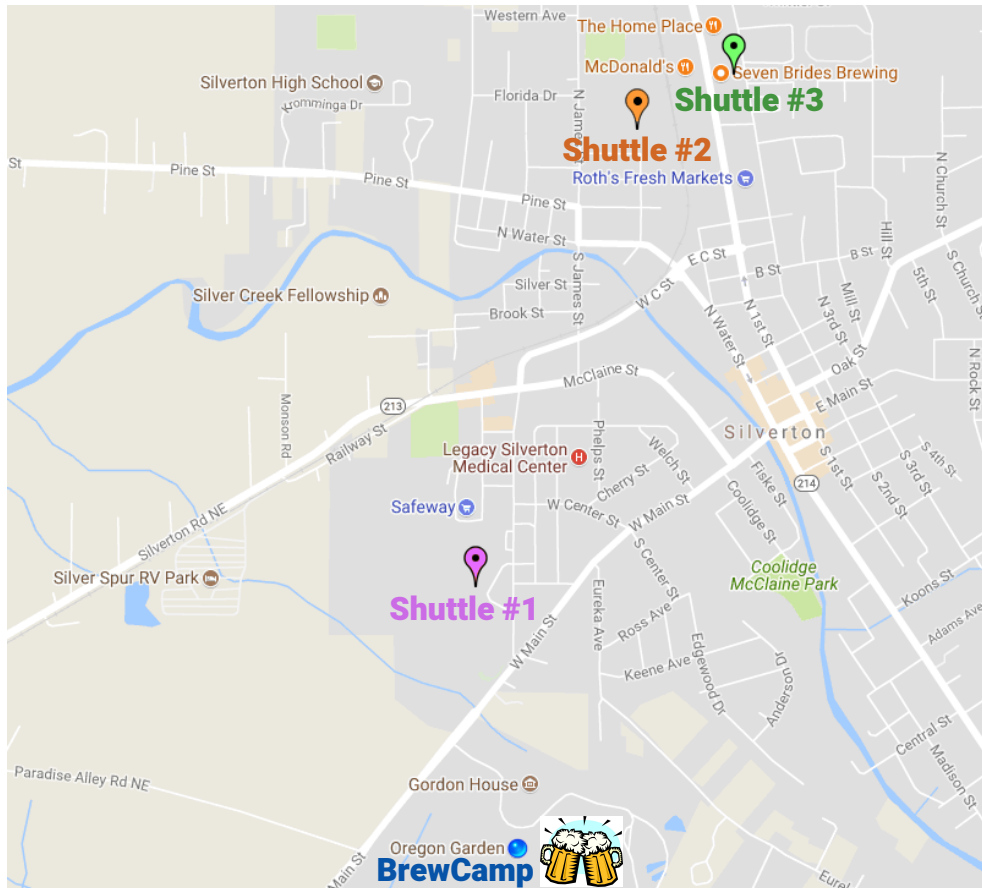 Western Ave
The Home Place
McDonald's
Seven Brides Brewing
Silverton High School
Shuttle #3
Kromminga Dr
Florida Dr
N James St
Shuttle #2
Roth's Fresh Markets
St
Pine St
Pine St
Pine St
N Church St
N Water St
E C St
B St
B St
Hill St
5th St
S Church St
S James St
Silver St
Silver Creek Fellowship
Brook St
W C St
N Water St
N 1st St
N 3rd St
Mill St
Oak St
N Rock St
McClaine St
E Main St
213
Monson Rd
Railway St
Silverton
Phelps St
Welch St
Legacy Silverton
Medical Center
H
Cherry St
Fiske St
S 1st St
S 2nd St
S 3rd St
S 4th St
214
Safeway
W Center St
W Main St
Coolidge St
Silverton Rd NE
S Center St
Silver Spur RV Park
Coolidge
McClaine Park
Koons St
Shuttle #1
Eureka Ave
Ross Ave
Adams Ave
W Main St
Keene Ave
Edgewood Dr
Anderson Dr
Central St
Madison St
Paradise Alley Rd NE
Gordon House
Oregon Garden
BrewCamp
Main St
Eure